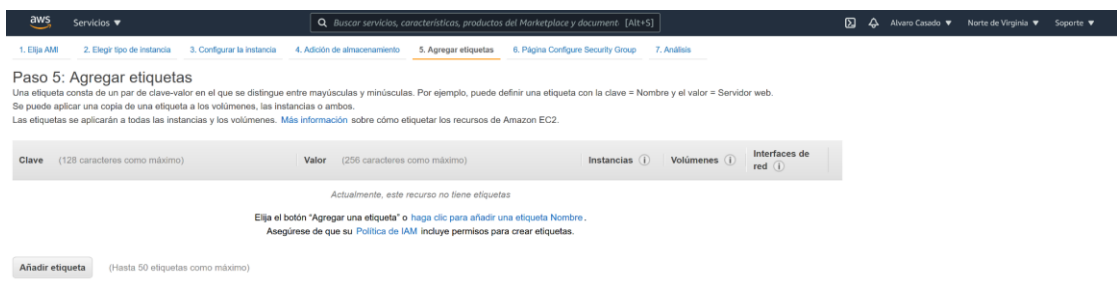 aws Servicios ▼ Buscar servicios, características, productos del Marketplace y document [Alt+S] Alvaro Casado ▼ Norte de Virginia ▼ Soporte ▼
1. Elija AMI 2. Elegir tipo de instancia 3. Configurar la instancia 4. Adición de almacenamiento 5. Agregar etiquetas 6. Página Configure Security Group 7. Análisis
Paso 5: Agregar etiquetas
Una etiqueta consta de un par de clave-valor en el que se distingue entre mayúsculas y minúsculas. Por ejemplo, puede definir una etiqueta con la clave = Nombre y el valor = Servidor web.
Se puede aplicar una copia de una etiqueta a los volúmenes, las instancias o ambos.
Las etiquetas se aplicarán a todas las instancias y los volúmenes. Más información sobre cómo etiquetar los recursos de Amazon EC2.
Clave (128 caracteres como máximo) Valor (256 caracteres como máximo) Instancias Volúmenes Interfaces de
red
Actualmente, este recurso no tiene etiquetas
Elija el botón "Agregar una etiqueta" o haga clic para añadir una etiqueta Nombre.
Asegúrese de que su Política de IAM incluye permisos para crear etiquetas.
Añadir etiqueta (Hasta 50 etiquetas como máximo)